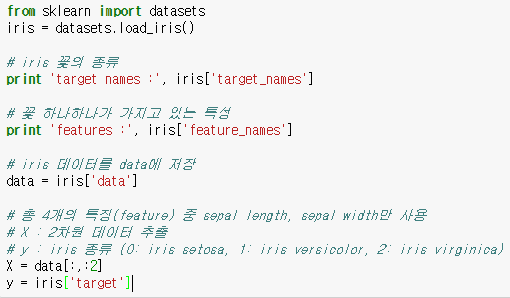 from sklearn import datasets
iris = datasets.load_iris()
# iris 꽃의 종류
print 'target names :', iris['target_names']
# 꽃 하나하나가 가지고 있는 특성
print 'features :', iris['feature_names']
# iris 데이터를 data에 저장
data = iris['data']
# 총 4개의 특징(feature) 중 sepal length, sepal width만 사용
# X : 2차원 데이터 추출
# y : iris 종류 (0: iris setosa, 1: iris versicolor, 2: iris virginica)
X = data[:,:2]
y = iris['target']